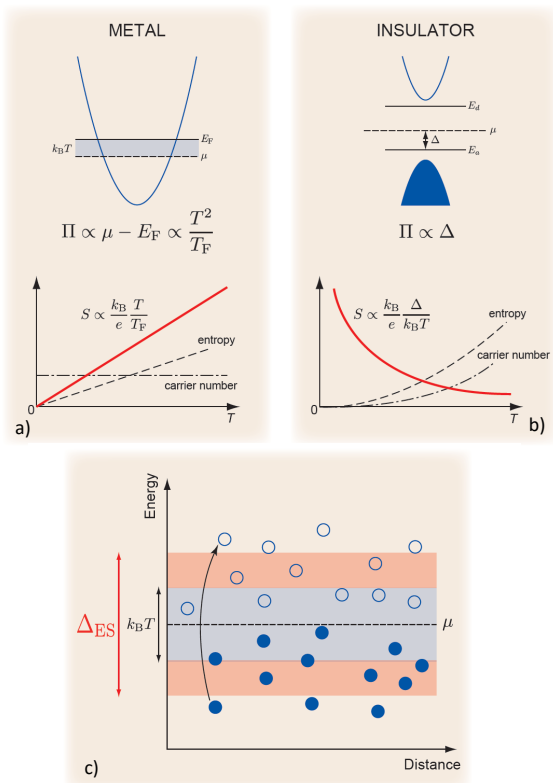 METAL
E_F
k_BT
μ
Π ∝ μ − E_F ∝ T²/T_F
S ∝ k_B/e T/T_F
entropy
carrier number
0
T
a)
INSULATOR
E_d
μ
Δ
E_a
Π ∝ Δ
S ∝ k_B/e Δ/k_BT
entropy
carrier number
0
T
b)
Energy
Δ_ES
k_BT
μ
c)
Distance